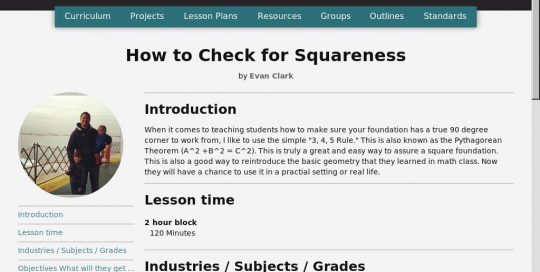 Curriculum Projects Lesson Plans Resources Groups Outlines Standards
How to Check for Squareness
by Evan Clark
Introduction
When it comes to teaching students how to make sure your foundation has a true 90 degree
corner to work from, I like to use the simple "3, 4, 5 Rule." This is also known as the Pythagorean
Theorem (A^2 +B^2 = C^2). This is truly a great and easy way to assure a square foundation.
This is also a good way to reintroduce the basic geometry that they learned in math class. Now
they will have a chance to use it in a practial setting or real life.
Lesson time
2 hour block
120 Minutes
Industries / Subjects / Grades
Introduction
Lesson time
Industries / Subjects / Grades
Objectives What will they get ...